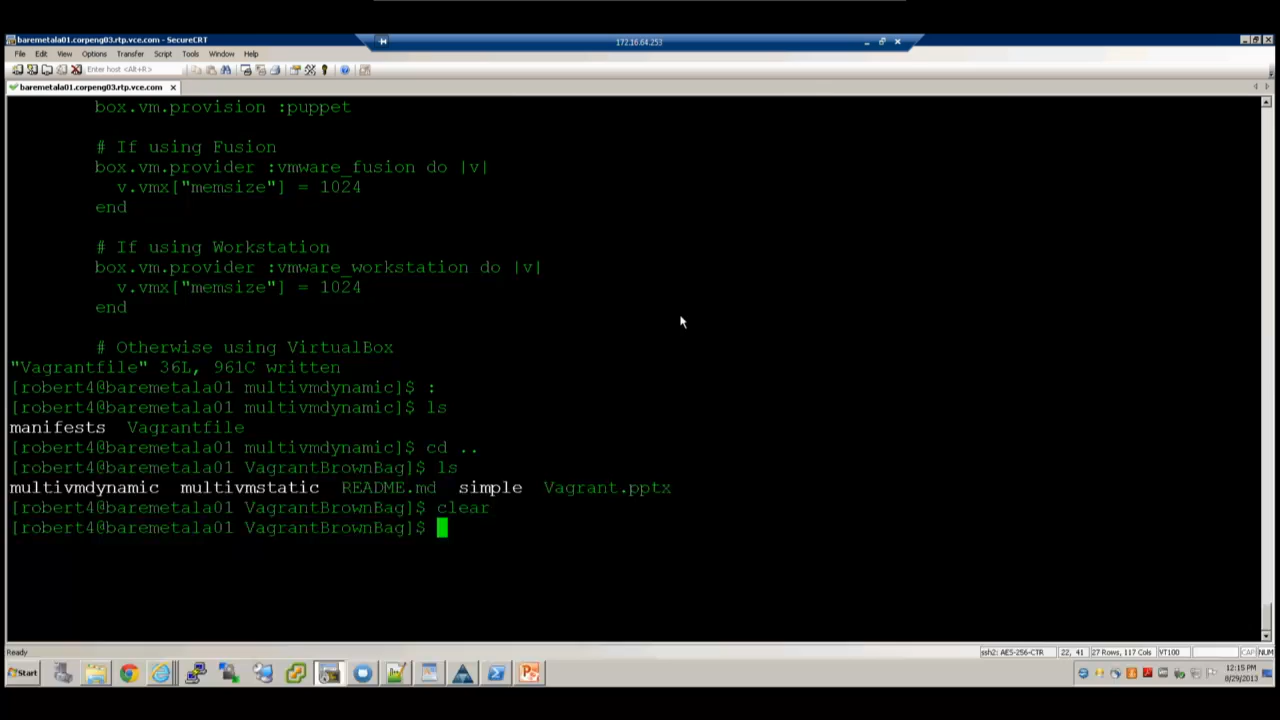 baremetala01.corpeng03.rtp.vce.com - SecureCRT
172.16.64.253
File Edit View Options Transfer Script Tools Window Help
Enter host <Alt+R>
baremetala01.corpeng03.rtp.vce.com
box.vm.provision :puppet
# If using Fusion
box.vm.provider :vmware_fusion do |v|
v.vmx["memsize"] = 1024
end
# If using Workstation
box.vm.provider :vmware_workstation do |v|
v.vmx["memsize"] = 1024
end
# Otherwise using VirtualBox
"Vagrantfile" 36L, 961C written
[robert4@baremetala01 multivmdynamic]$ :
[robert4@baremetala01 multivmdynamic]$ ls
manifests Vagrantfile
[robert4@baremetala01 multivmdynamic]$ cd ..
[robert4@baremetala01 VagrantBrownBag]$ ls
multivmdynamic multivmstatic README.md simple Vagrant.pptx
[robert4@baremetala01 VagrantBrownBag]$ clear
[robert4@baremetala01 VagrantBrownBag]$
Ready ssh2: AES-256-CTR 22, 41 27 Rows, 117 Cols VT100 CAP NUM
Start 12:15 PM
8/29/2013